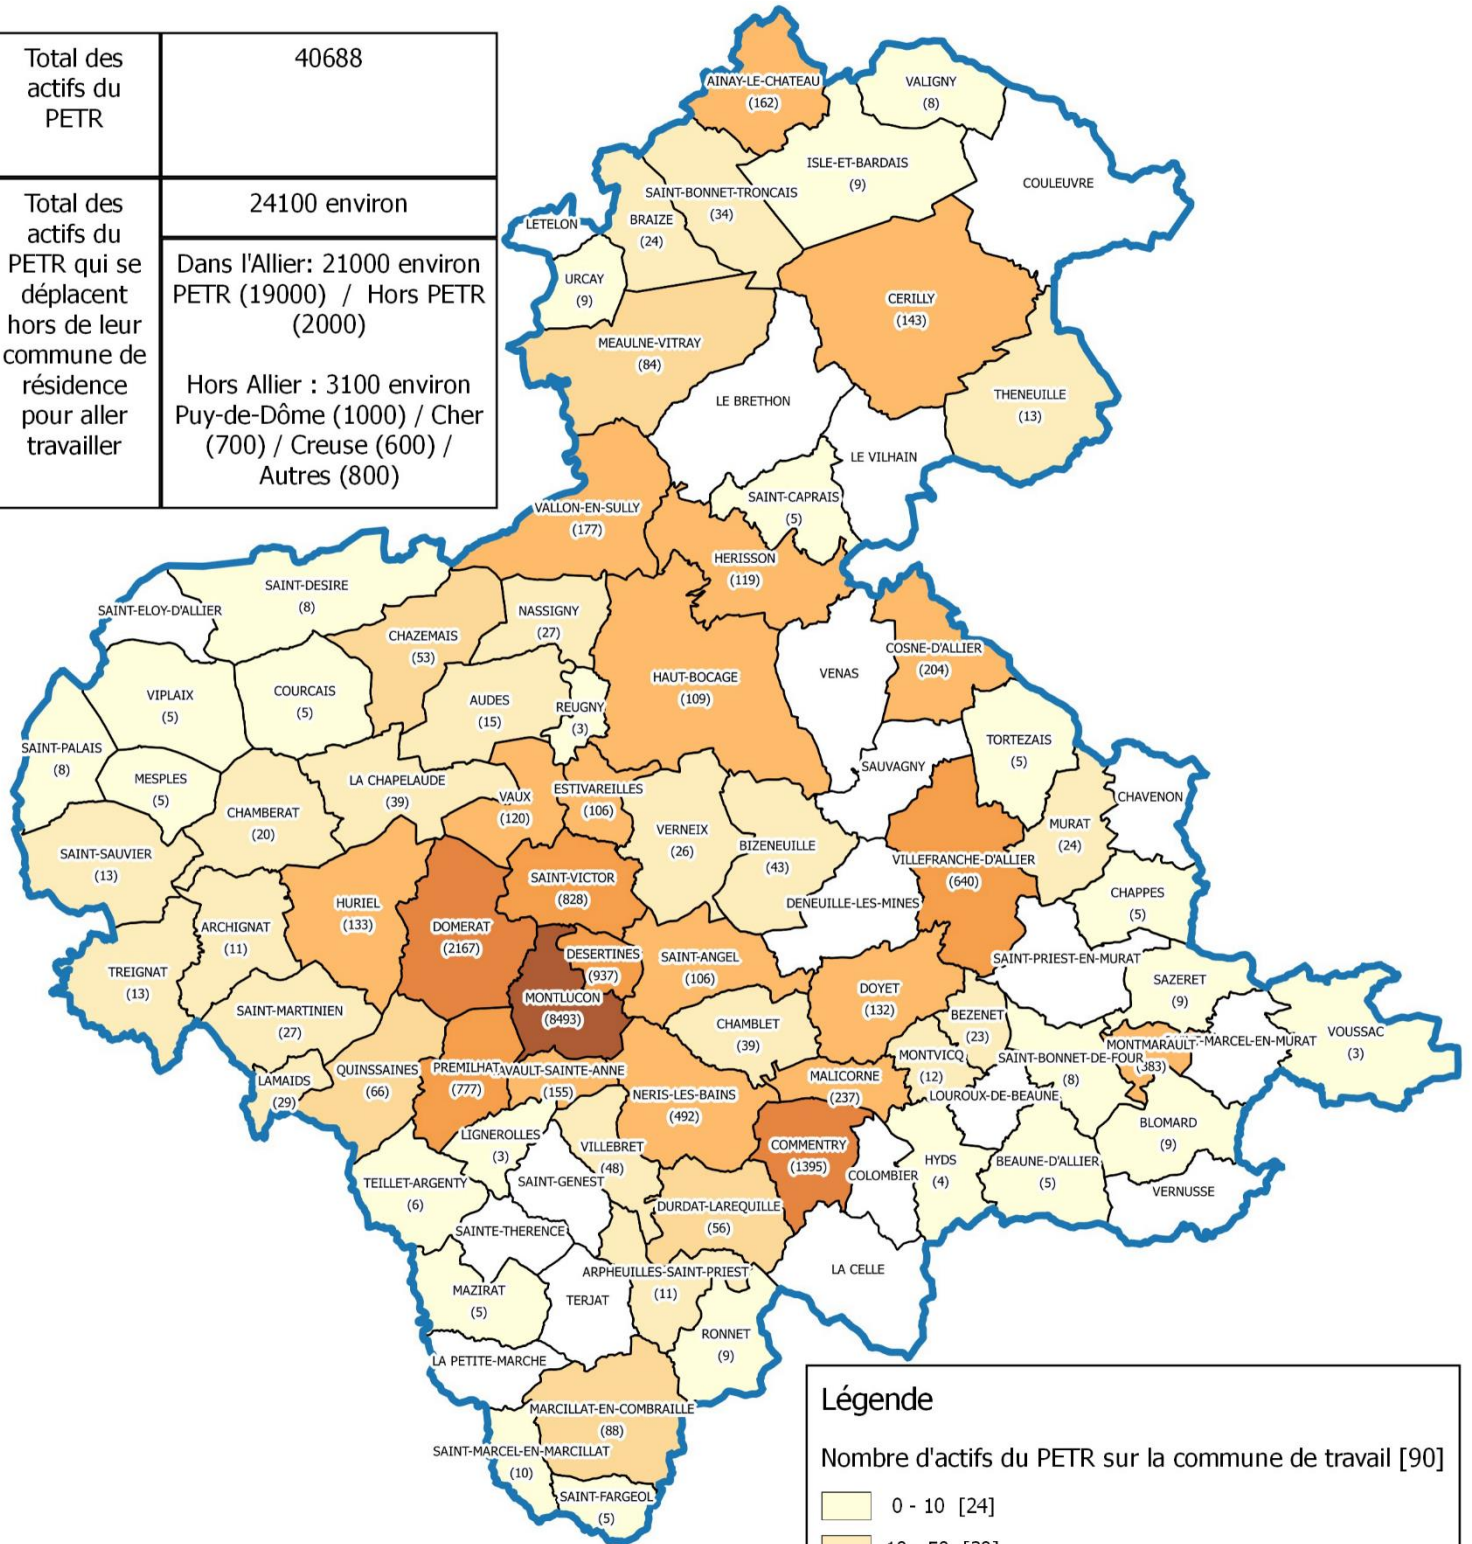 Total des
actifs du
PETR
40688
Total des
actifs du
PETR qui se
déplacent
hors de leur
commune de
résidence
pour aller
travailler
24100 environ
Dans l'Allier: 21000 environ
PETR (19000) / Hors PETR
(2000)
Hors Allier : 3100 environ
Puy-de-Dôme (1000) / Cher
(700) / Creuse (600) /
Autres (800)
AINAY-LE-CHATEAU
(162)
VALIGNY
(8)
ISLE-ET-BARDAIS
(9)
COULEUVRE
SAINT-BONNET-TRONCAIS
(34)
BRAIZE
(24)
LETELON
URCAY
(9)
CERILLY
(143)
MEAULNE-VITRAY
(84)
THENEUILLE
(13)
LE BRETHON
LE VILHAIN
SAINT-CAPRAIS
(5)
VALLON-EN-SULLY
(177)
HERISSON
(119)
SAINT-DESIRE
(8)
SAINT-ELOY-D'ALLIER
NASSIGNY
(27)
CHAZEMAIS
(53)
COSNE-D'ALLIER
(204)
VENAS
HAUT-BOCAGE
(109)
VIPLAIX
(5)
COURCAIS
(5)
AUDES
(15)
REUGNY
(3)
TORTEZAIS
(5)
SAINT-PALAIS
(8)
MESPLES
(5)
LA CHAPELAUDE
(39)
SAUVAGNY
CHAVENON
VAUX
(120)
ESTIVAREILLES
(106)
CHAMBERAT
(20)
VERNEIX
(26)
BIZENEUILLE
(43)
MURAT
(24)
SAINT-SAUVIER
(13)
VILLEFRANCHE-D'ALLIER
(640)
SAINT-VICTOR
(828)
CHAPPES
(5)
HURIEL
(133)
DENEUILLE-LES-MINES
ARCHIGNAT
(11)
DOMERAT
(2167)
DESERTINES
(937)
SAINT-ANGEL
(106)
SAINT-PRIEST-EN-MURAT
TREIGNAT
(13)
SAZERET
(9)
DOYET
(132)
MONTLUCON
(8493)
SAINT-MARTINIEN
(27)
BEZENET
(23)
CHAMBLET
(39)
VOUSSAC
(3)
T-MARCEL-EN-MURAT
MONTMARAULT
(383)
MONTVICQ
(12)
SAINT-BONNET-DE-FOUR
(8)
LAMAIDS
(29)
QUINSSAINES
(66)
PREMILHAT
(777)
AVAULT-SAINTE-ANNE
(155)
MALICORNE
(237)
NERIS-LES-BAINS
(492)
LOUROUX-DE-BEAUNE
BLOMARD
(9)
LIGNEROLLES
(3)
VILLEBRET
(48)
COMMENTRY
(1395)
COLOMBIER
HYDS
(4)
BEAUNE-D'ALLIER
(5)
TEILLET-ARGENTY
(6)
SAINT-GENEST
VERNUSSE
DURDAT-LAREQUILLE
(56)
SAINTE-THERENCE
LA CELLE
ARPHEUILLES-SAINT-PRIEST
(11)
MAZIRAT
(5)
TERJAT
RONNET
(9)
LA PETITE-MARCHE
MARCILLAT-EN-COMBRAILLE
(88)
SAINT-MARCEL-EN-MARCILLAT
(10)
SAINT-FARGEOL
(5)
Légende
Nombre d'actifs du PETR sur la commune de travail [90]
0 - 10 [24]